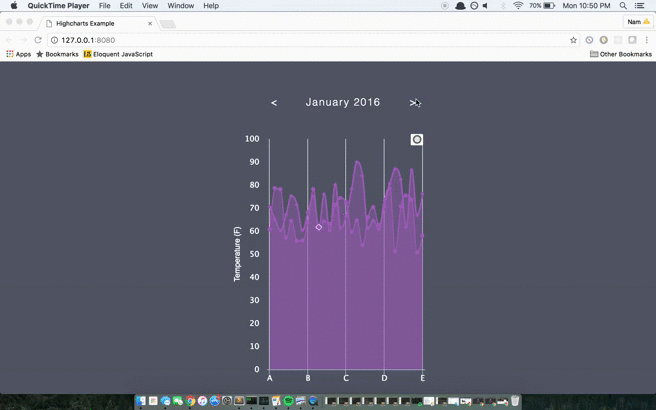 QuickTime Player File Edit View Window Help 70% Mon 10:50 PM
Highcharts Example Nam
127.0.0.1:8080
Apps Bookmarks Eloquent JavaScript Other Bookmarks
< January 2016 >
100
90
80
70
60
50
40
30
20
10
0
Temperature (F)
A B C D E